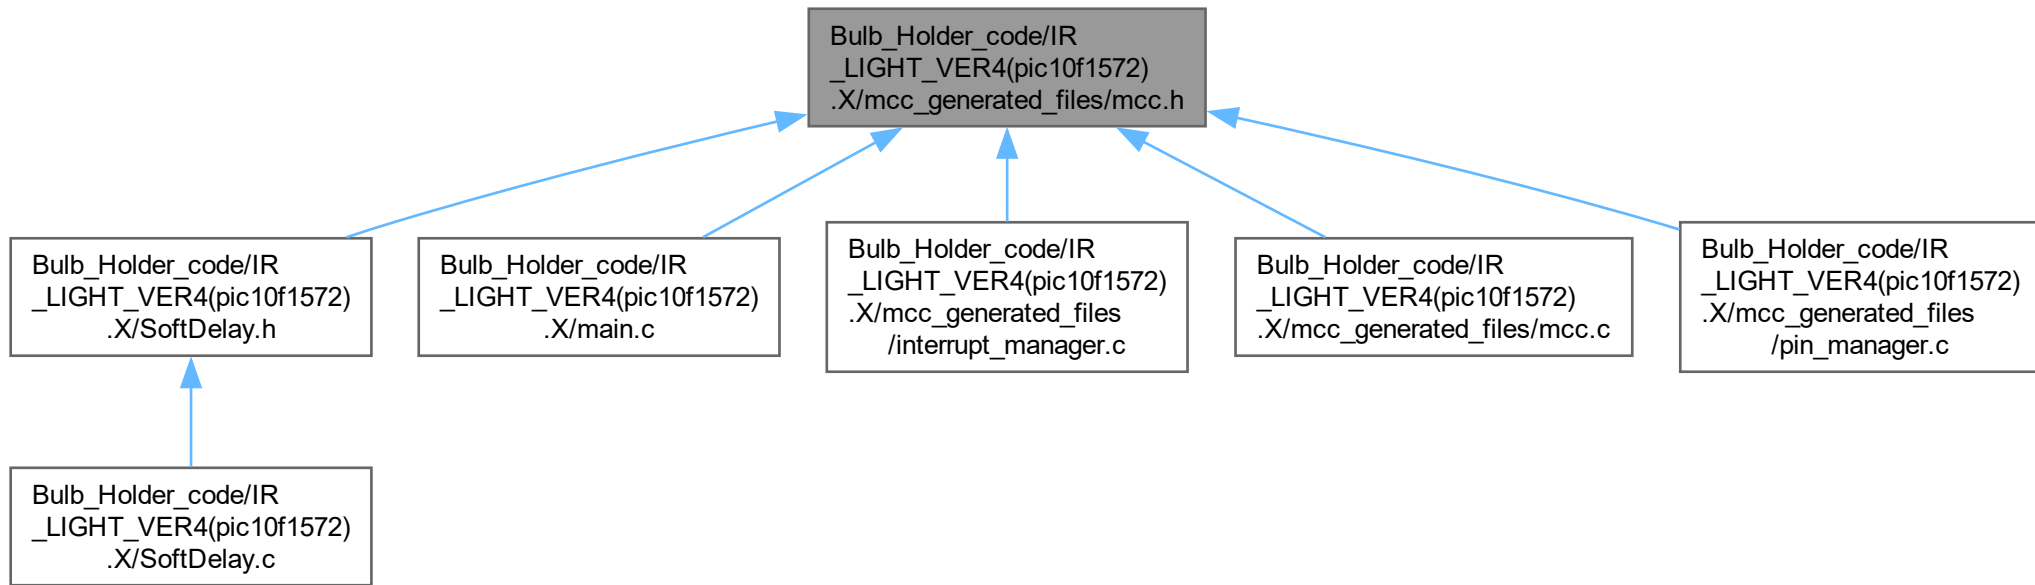 Bulb_Holder_code/IR
_LIGHT_VER4(pic10f1572)
.X/mcc_generated_files/mcc.h
Bulb_Holder_code/IR
_LIGHT_VER4(pic10f1572)
.X/SoftDelay.h
Bulb_Holder_code/IR
_LIGHT_VER4(pic10f1572)
.X/main.c
Bulb_Holder_code/IR
_LIGHT_VER4(pic10f1572)
.X/mcc_generated_files
/interrupt_manager.c
Bulb_Holder_code/IR
_LIGHT_VER4(pic10f1572)
.X/mcc_generated_files/mcc.c
Bulb_Holder_code/IR
_LIGHT_VER4(pic10f1572)
.X/mcc_generated_files
/pin_manager.c
Bulb_Holder_code/IR
_LIGHT_VER4(pic10f1572)
.X/SoftDelay.c